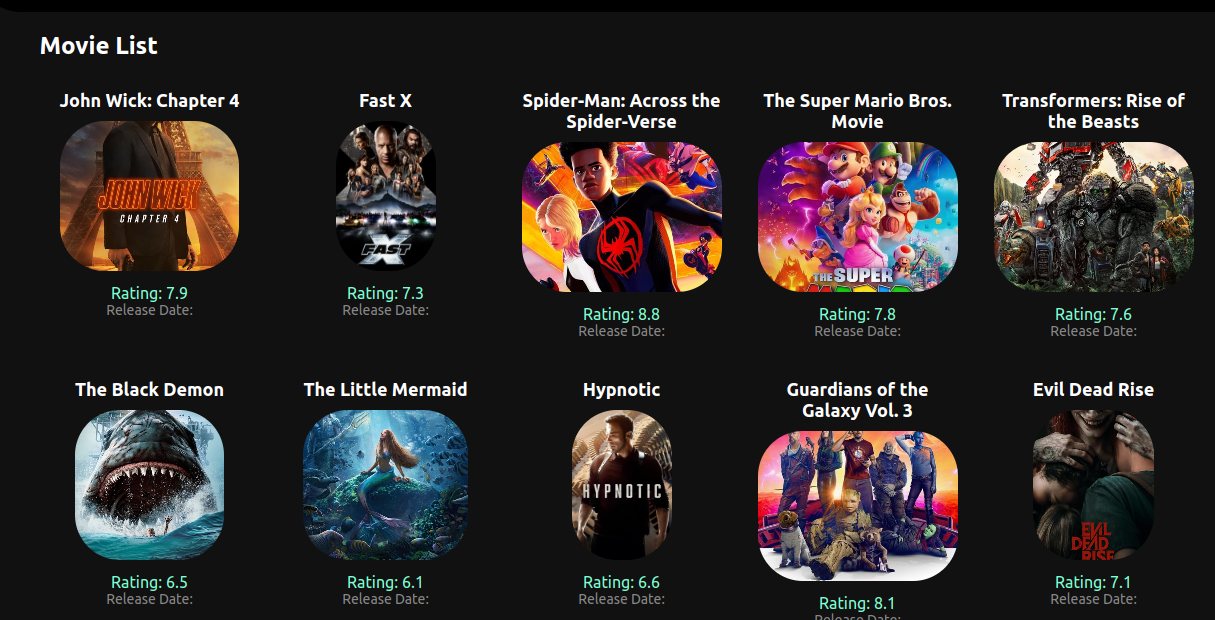 Movie List
John Wick: Chapter 4
JOHN WICK
CHAPTER 4
Rating: 7.9
Release Date:
Fast X
FAST
X
Rating: 7.3
Release Date:
Spider-Man: Across the
Spider-Verse
Rating: 8.8
Release Date:
The Super Mario Bros.
Movie
THE SUPER
MARIO
Rating: 7.8
Release Date:
Transformers: Rise of
the Beasts
Rating: 7.6
Release Date:
The Black Demon
Rating: 6.5
Release Date:
The Little Mermaid
Rating: 6.1
Release Date:
Hypnotic
HYPNOTIC
Rating: 6.6
Release Date:
Guardians of the
Galaxy Vol. 3
Rating: 8.1
Release Date:
Evil Dead Rise
EVIL
DEAD
RISE
Rating: 7.1
Release Date: